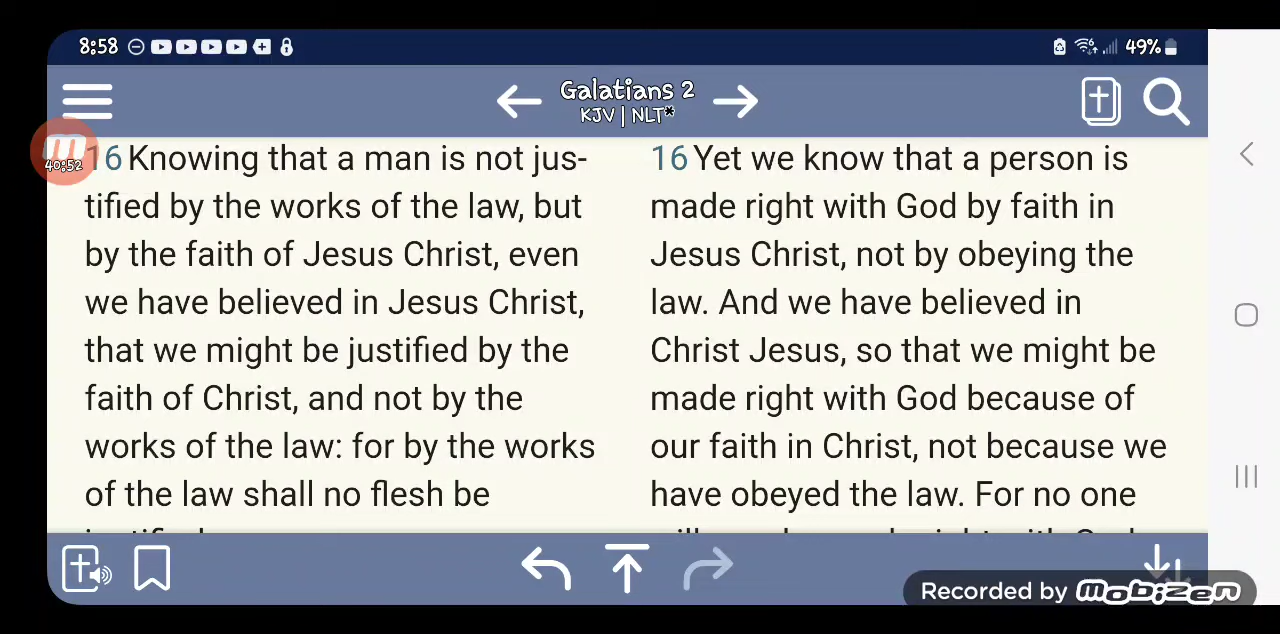 8:58
49%
Galatians 2
KJV | NLT*
40:52
16 Knowing that a man is not jus-
tified by the works of the law, but
by the faith of Jesus Christ, even
we have believed in Jesus Christ,
that we might be justified by the
faith of Christ, and not by the
works of the law: for by the works
of the law shall no flesh be
16 Yet we know that a person is
made right with God by faith in
Jesus Christ, not by obeying the
law. And we have believed in
Christ Jesus, so that we might be
made right with God because of
our faith in Christ, not because we
have obeyed the law. For no one
Recorded by Mobizen